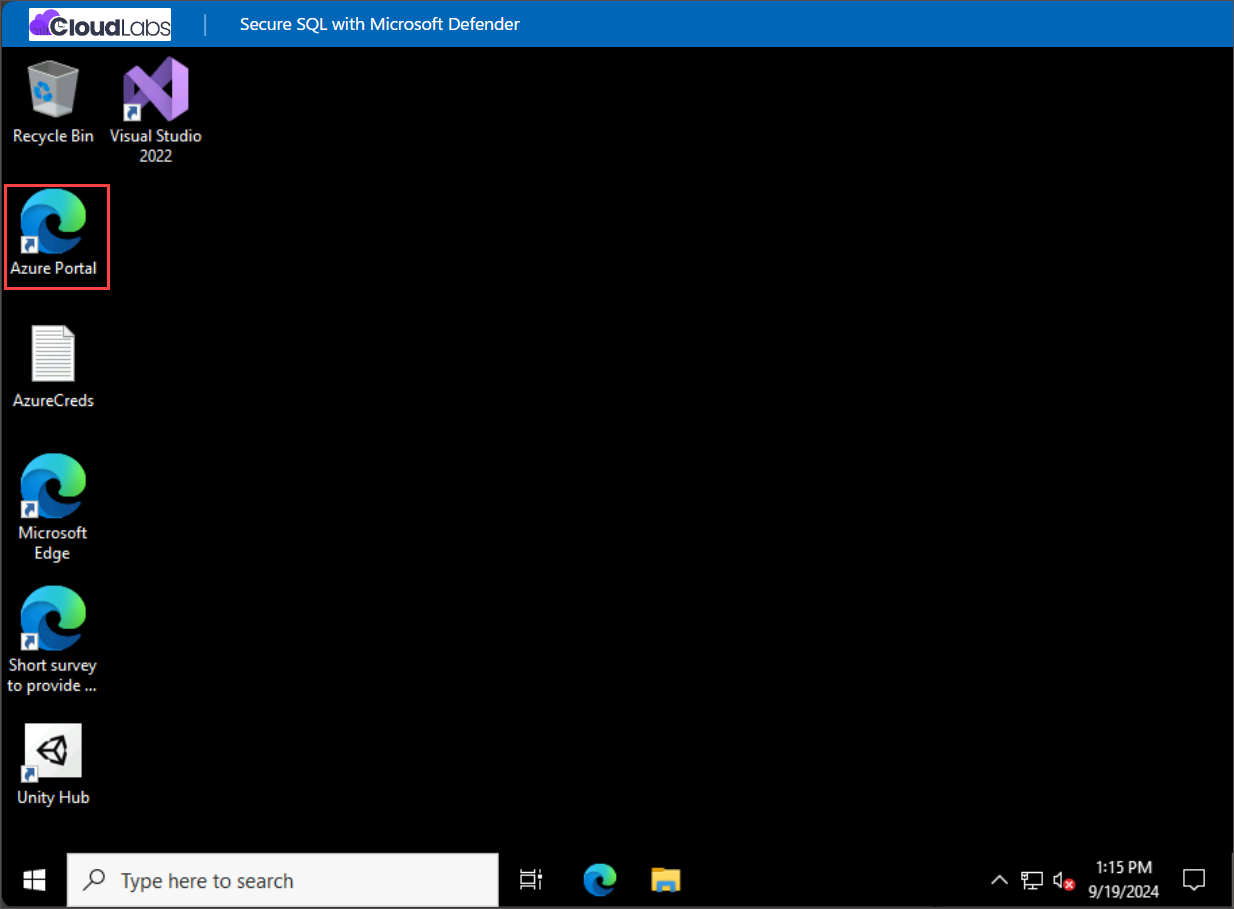 CloudLabs
Secure SQL with Microsoft Defender
Recycle Bin
Visual Studio
2022
Azure Portal
AzureCreds
Microsoft
Edge
Short survey
to provide ...
Unity Hub
Type here to search
1:15 PM
9/19/2024